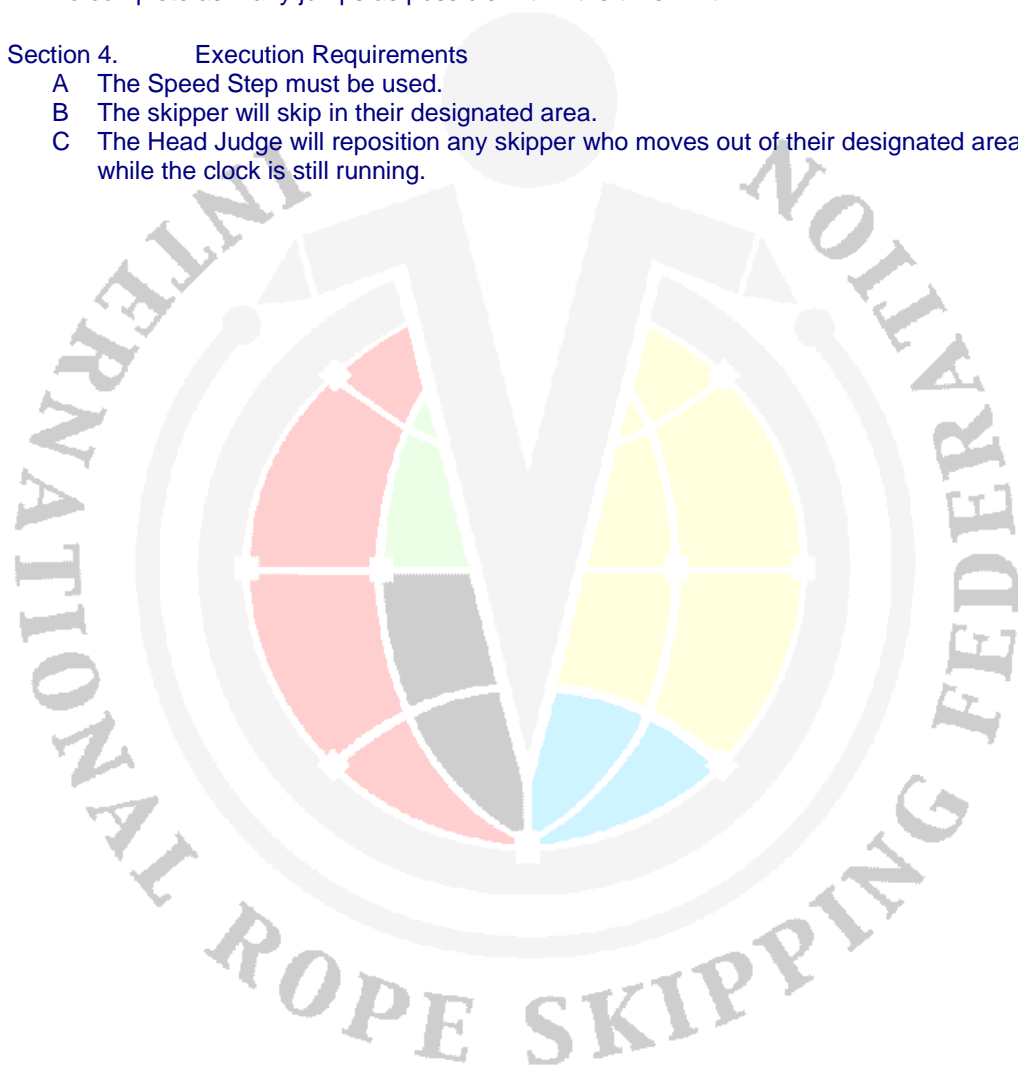 Section 4. Execution Requirements
A The Speed Step must be used.
B The skipper will skip in their designated area.
C The Head Judge will reposition any skipper who moves out of their designated area
while the clock is still running.
INTERNATIONAL ROPE SKIPPING FEDERATION